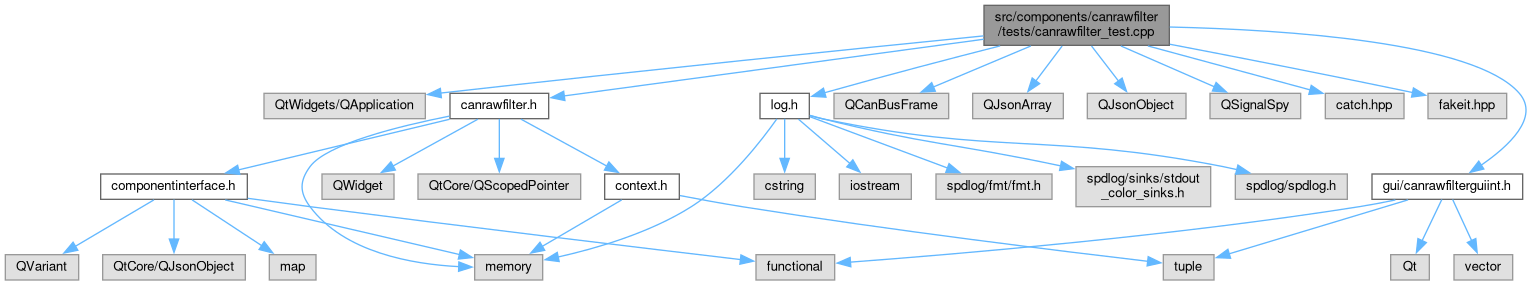 src/components/canrawfilter
/tests/canrawfilter_test.cpp
QtWidgets/QApplication
canrawfilter.h
log.h
QCanBusFrame
QJsonArray
QJsonObject
QSignalSpy
catch.hpp
fakeit.hpp
componentinterface.h
QWidget
QtCore/QScopedPointer
context.h
cstring
iostream
spdlog/fmt/fmt.h
spdlog/sinks/stdout
_color_sinks.h
spdlog/spdlog.h
gui/canrawfilterguiint.h
QVariant
QtCore/QJsonObject
map
memory
functional
tuple
Qt
vector